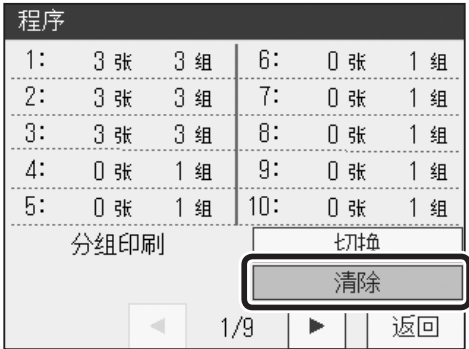 程序
1: 3 张 3 组 6: 0 张 1 组
2: 3 张 3 组 7: 0 张 1 组
3: 3 张 3 组 8: 0 张 1 组
4: 0 张 1 组 9: 0 张 1 组
5: 0 张 1 组 10: 0 张 1 组
分组印刷 切换
清除
◀ 1/9 ▶ 返回